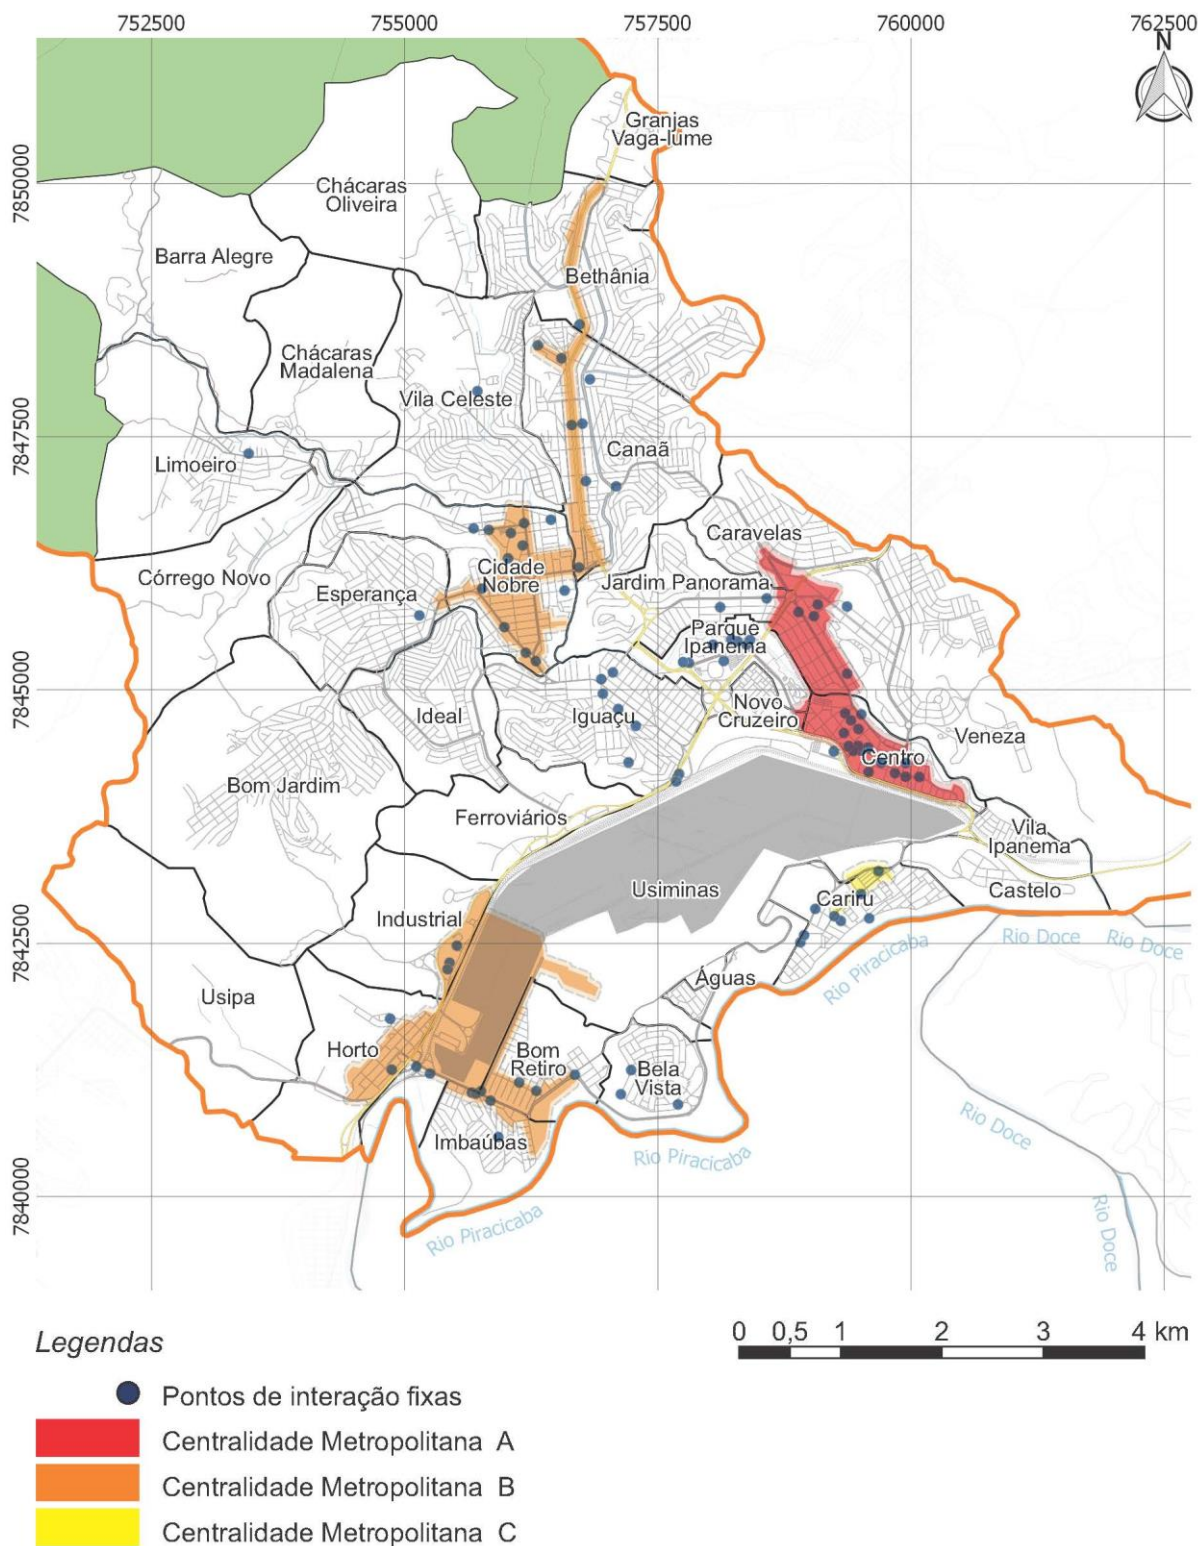 752500
755000
757500
760000
762500
N
Granjas
Vaga-lume
7850000
Chácaras
Oliveira
Barra Alegre
Bethânia
Chácaras
Madalena
Vila Celeste
7847500
Canaã
Limoeiro
Caravelas
Cidade
Nobre
Córrego Novo
Jardim Panorama
Esperança
Parque
Ipanema
7845000
Novo
Cruzeiro
Ideal
Iguaçu
Veneza
Centro
Bom Jardim
Ferroviários
Vila
Ipanema
Usiminas
Castelo
Cariru
Industrial
7842500
Rio Piracicaba
Rio Doce
Rio Doce
Águas
Usipa
Horto
Bom
Retiro
Bela
Vista
Imbaúbas
Rio Doce
Rio Piracicaba
7840000
Rio Piracicaba
Rio Doce
Legendas
0 0,5 1 2 3 4 km
Pontos de interação fixas
Centralidade Metropolitana A
Centralidade Metropolitana B
Centralidade Metropolitana C